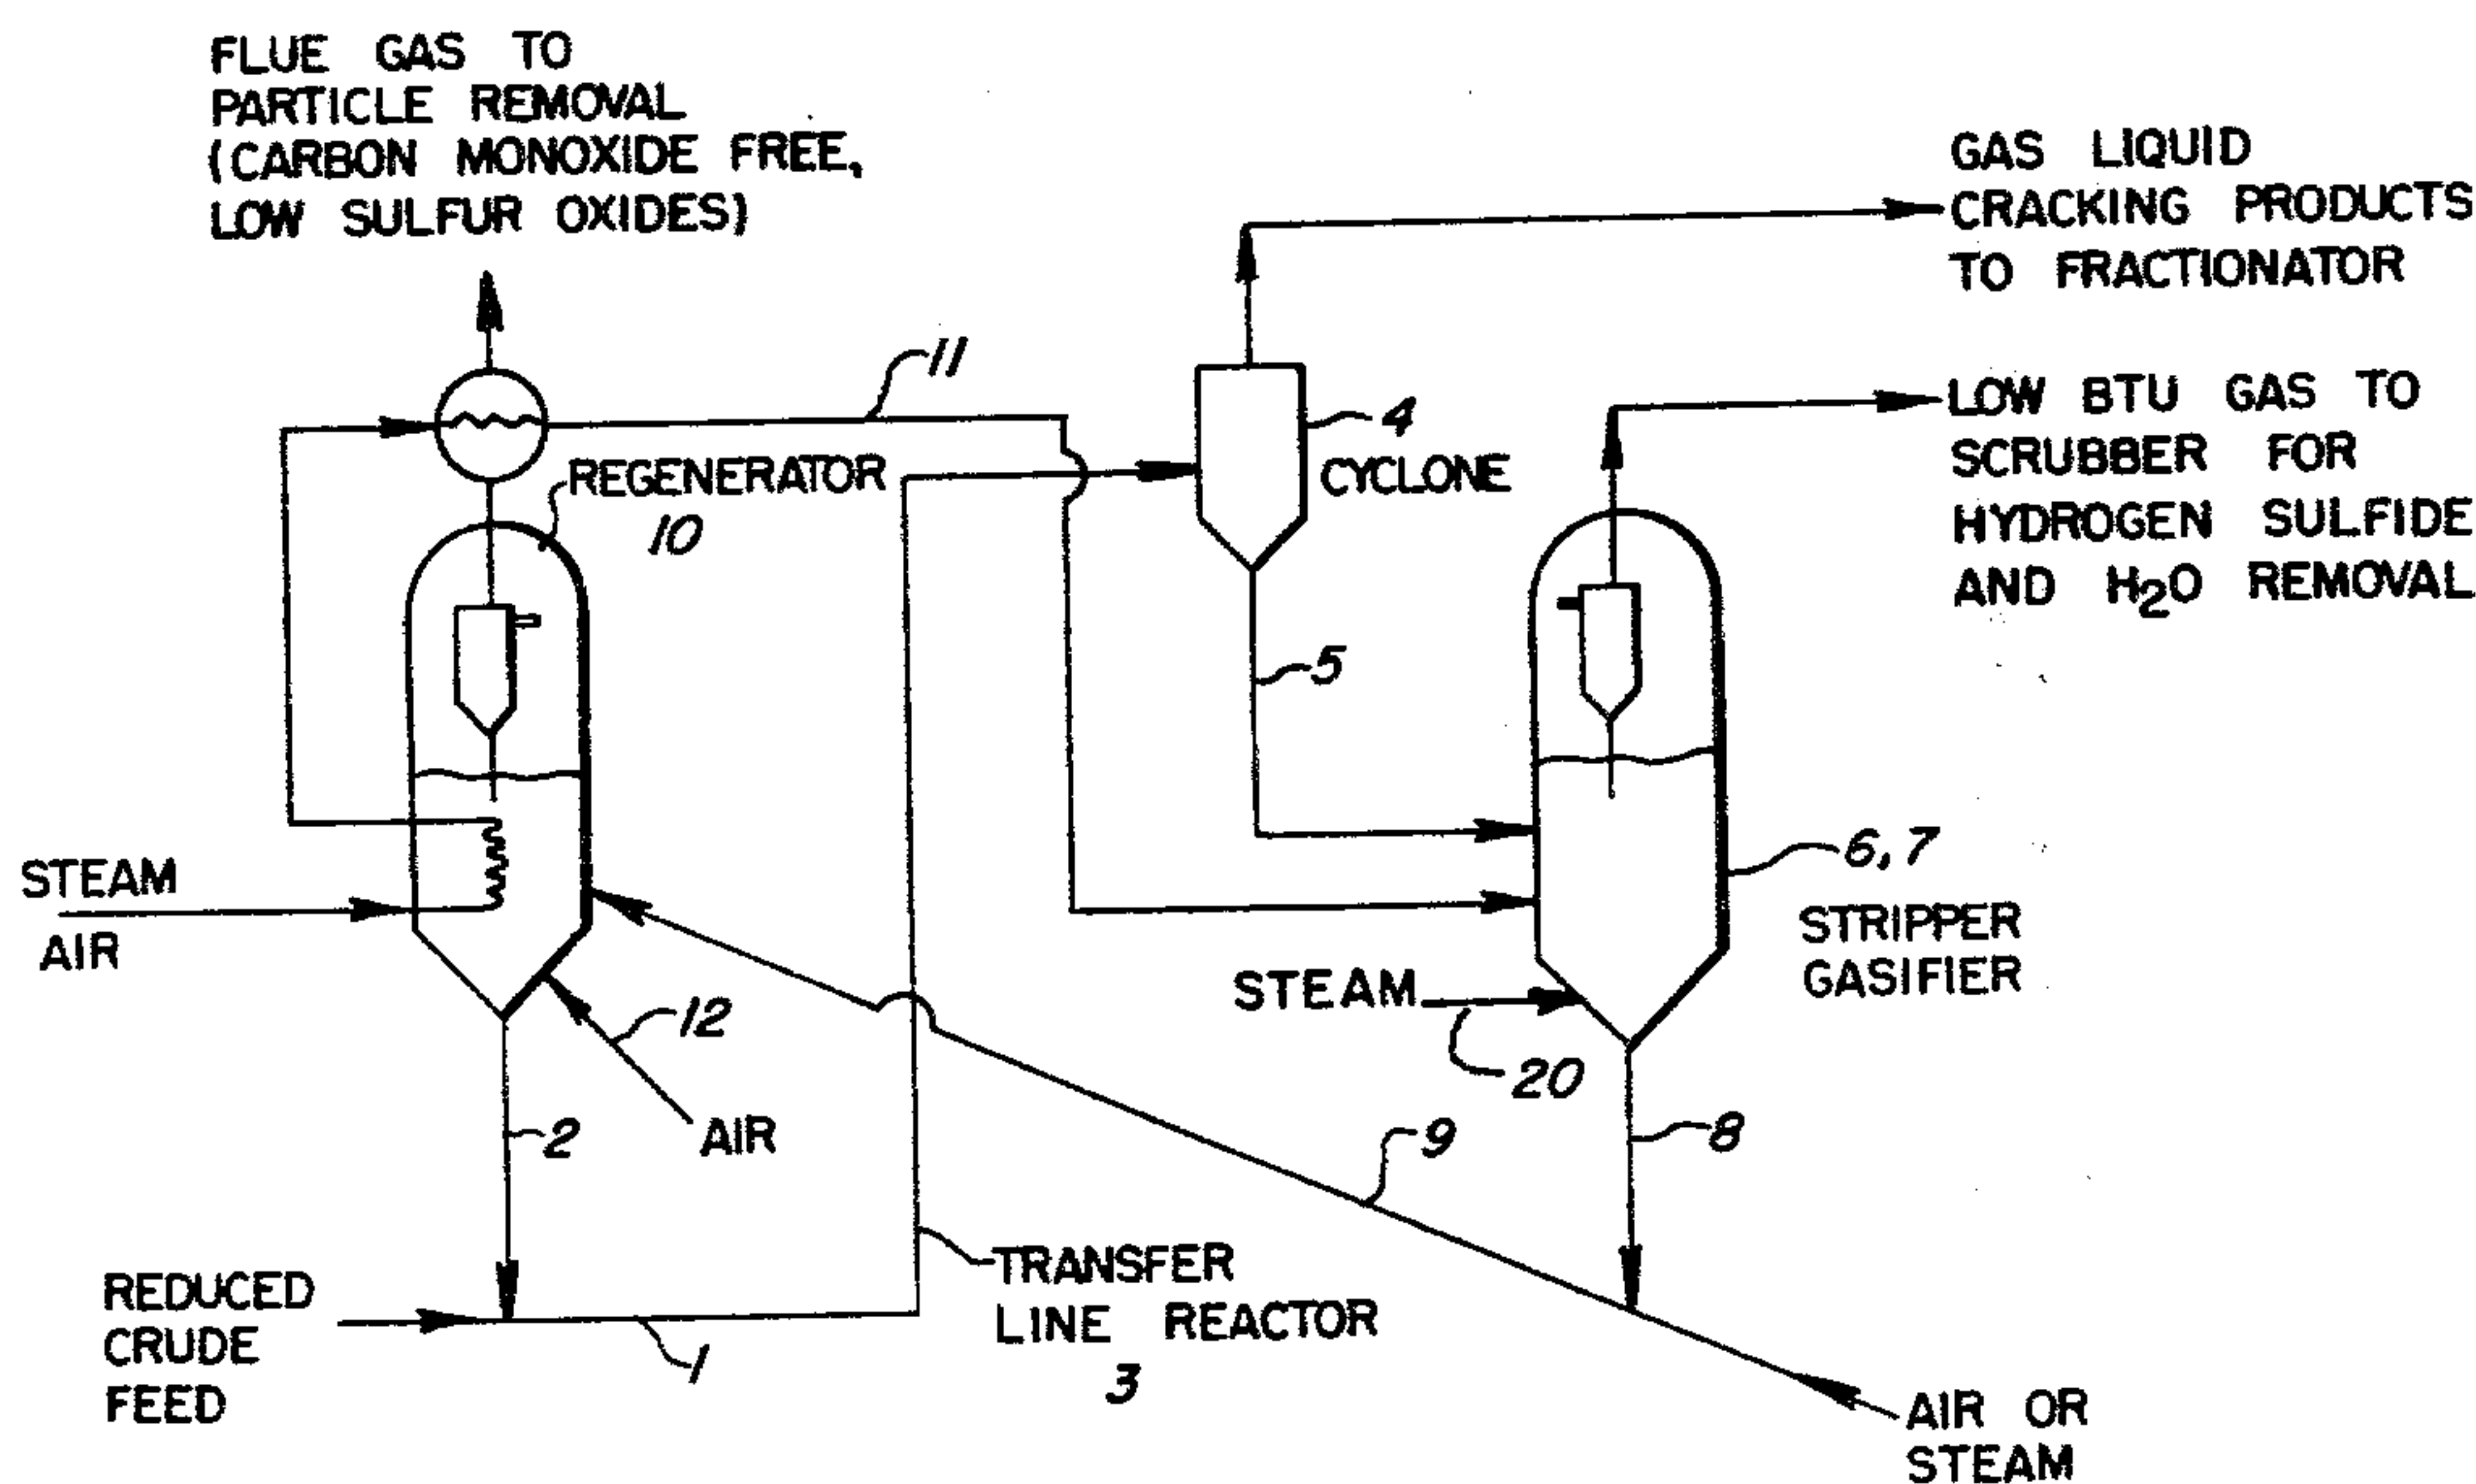 FLUE GAS TO
PARTICLE REMOVAL
(CARBON MONOXIDE FREE,
LOW SULFUR OXIDES)
GAS LIQUID
CRACKING PRODUCTS
TO FRACTIONATOR
11
4
CYCLONE
LOW BTU GAS TO
SCRUBBER FOR
HYDROGEN SULFIDE
AND H₂O REMOVAL
REGENERATOR
10
5
6,7
STRIPPER
GASIFIER
STEAM
AIR
STEAM
20
12
AIR
2
9
8
REDUCED
CRUDE
FEED
1
TRANSFER
LINE REACTOR
3
AIR OR
STEAM